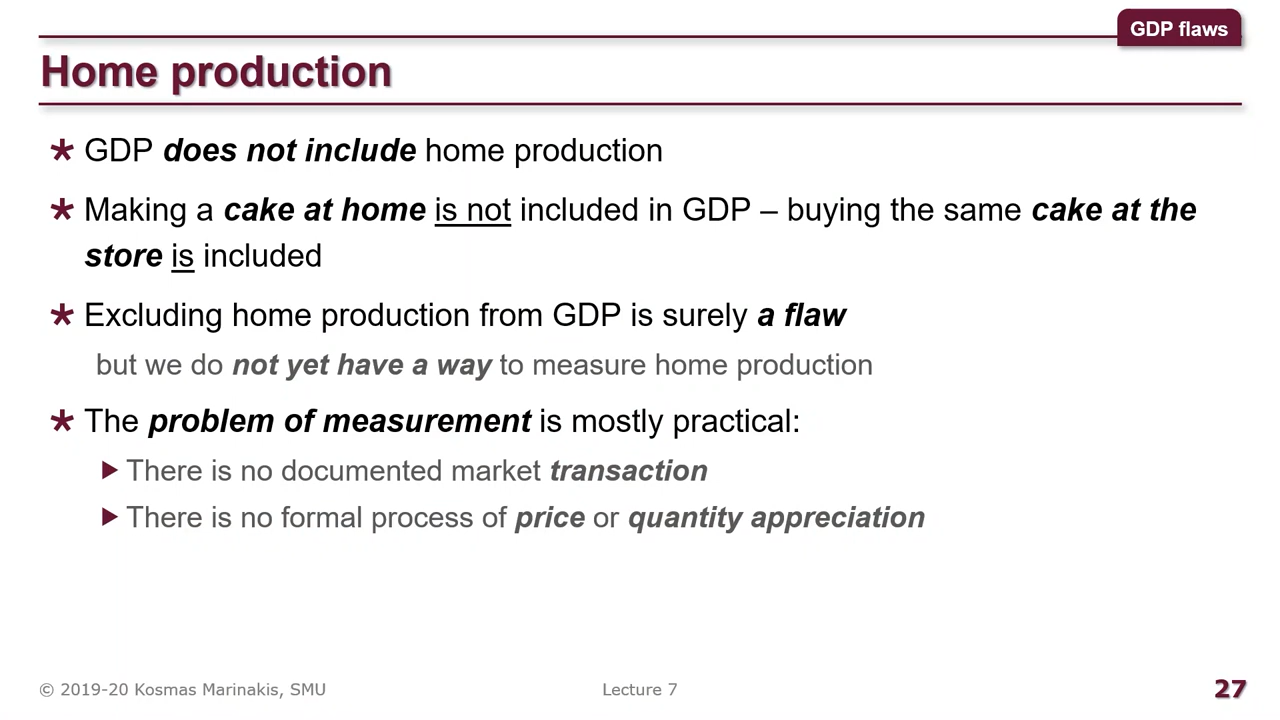 GDP flaws
Home production
* GDP does not include home production
* Making a cake at home is not included in GDP – buying the same cake at the
store is included
* Excluding home production from GDP is surely a flaw
but we do not yet have a way to measure home production
* The problem of measurement is mostly practical:
▶ There is no documented market transaction
▶ There is no formal process of price or quantity appreciation
© 2019-20 Kosmas Marinakis, SMU
Lecture 7
27